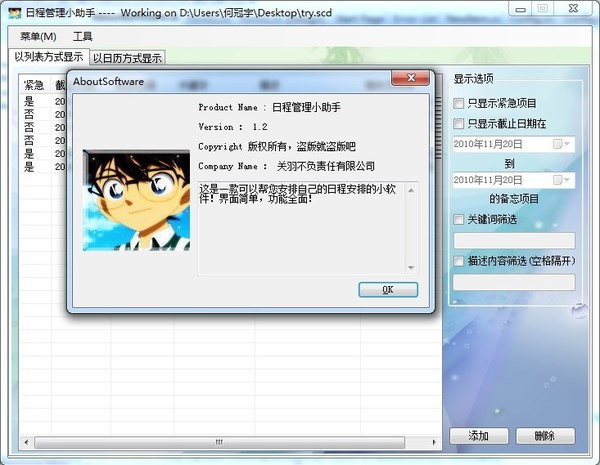 日程管理小助手 ---- Working on D:\Users\何冠宇\Desktop\try.scd
菜单(M) 工具
以列表方式显示 以日历方式显示
紧急 截
是 20
否 20
否 20
否 20
是 20
是 20
AboutSoftware
Product Name : 日程管理小助手
Version : 1.2
Copyright 版权所有，盗版就盗版吧
Company Name : 关羽不负责任有限公司
这是一款可以帮您安排自己的日程安排的小软
件！界面简单，功能全面！
OK
显示选项
只显示紧急项目
只显示截止日期在
2010年11月20日
到
2010年11月20日
的备忘项目
关键词筛选
描述内容筛选(空格隔开)
添加 删除